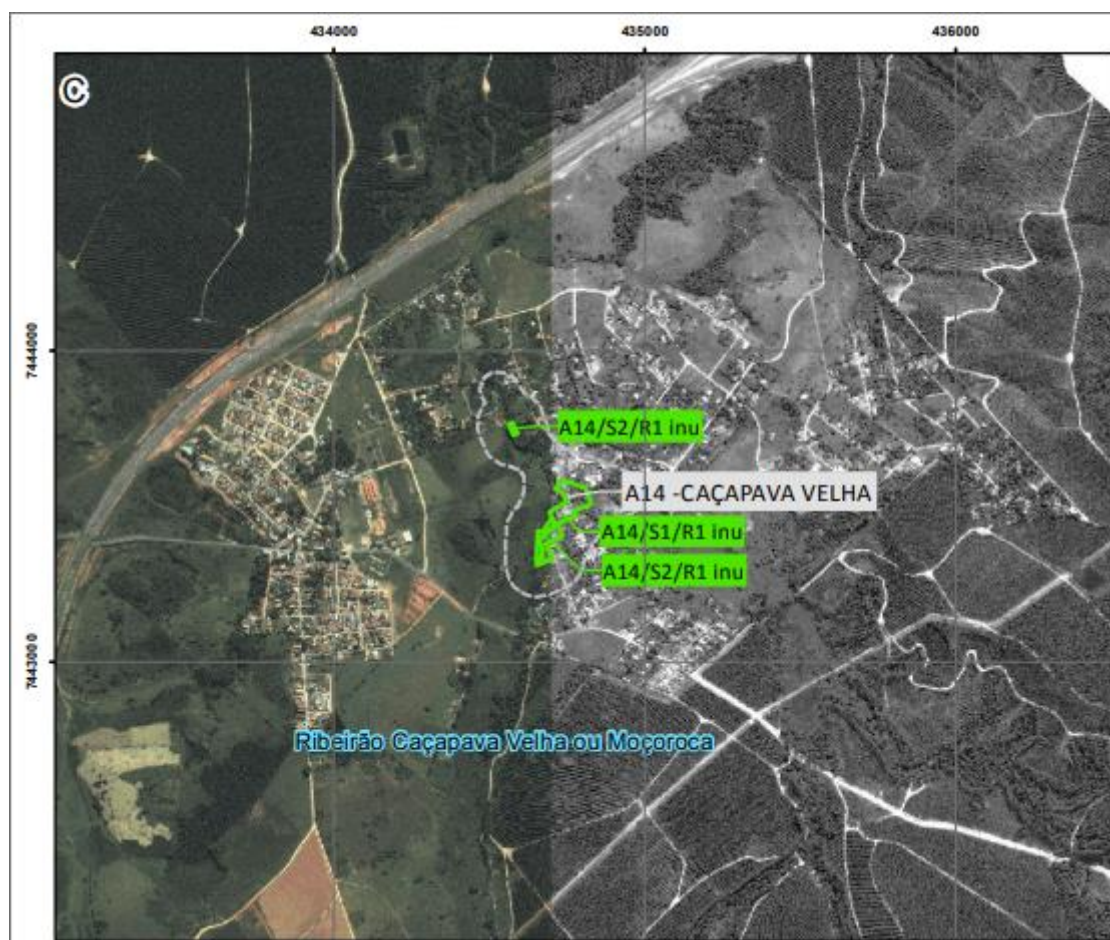 434000
435000
436000
C
7444000
A14/S2/R1 inu
A14 -CAÇAPAVA VELHA
A14/S1/R1 inu
A14/S2/R1 inu
7443000
Ribeirão Caçapava Velha ou Moçoroca